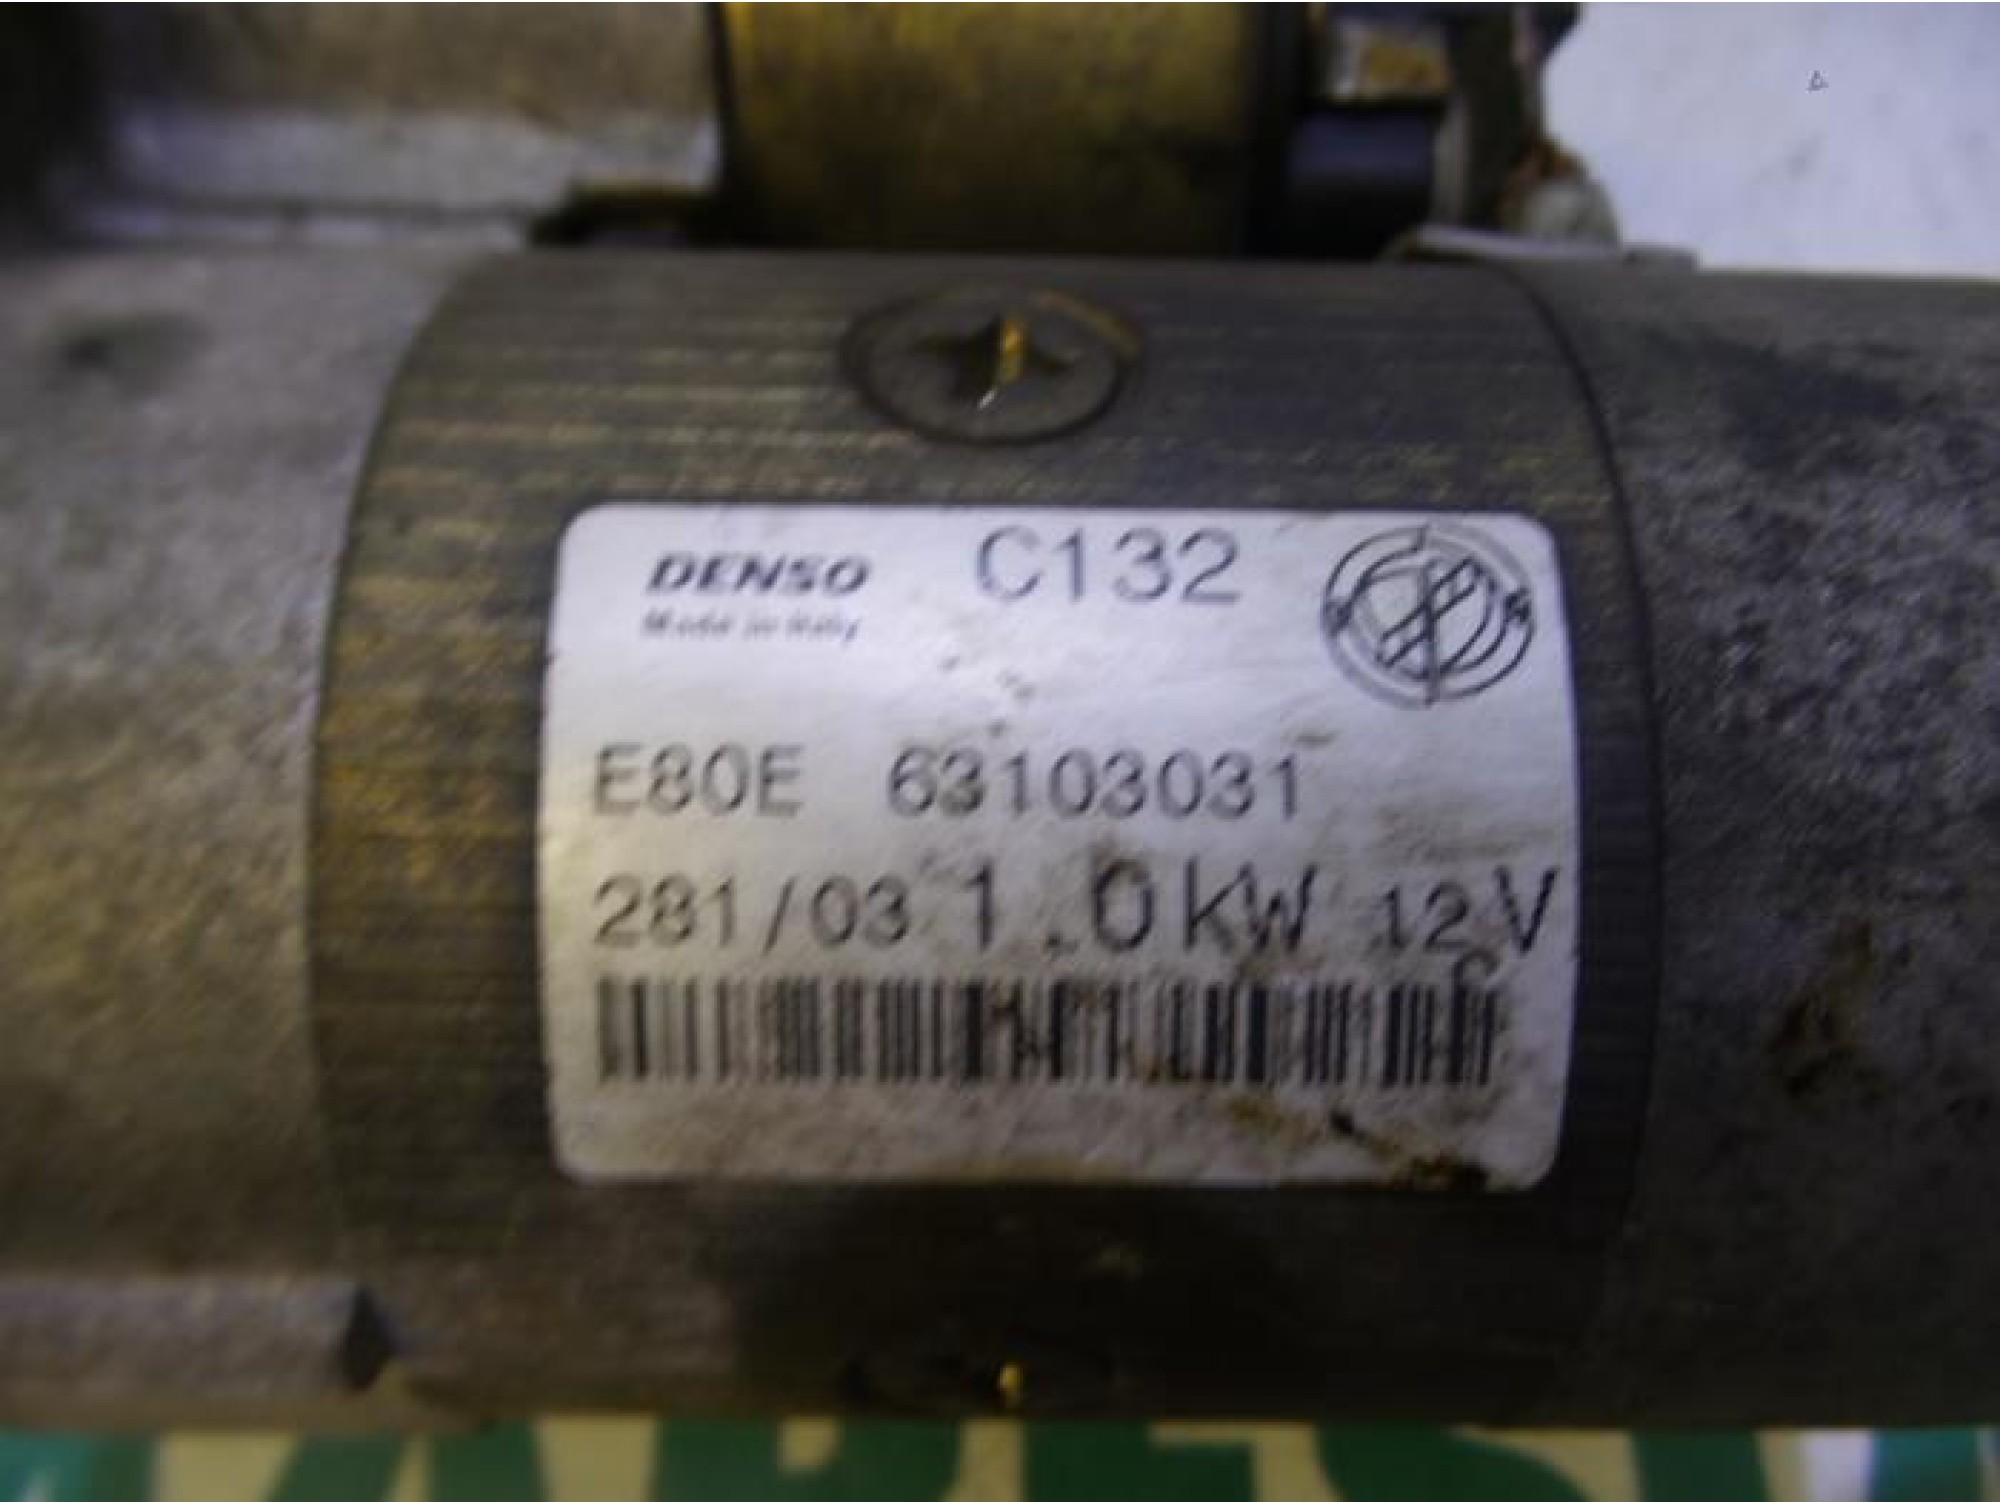 DENSO C132
Made in Italy
E80E 63103031
281/03 1.0kW 12V